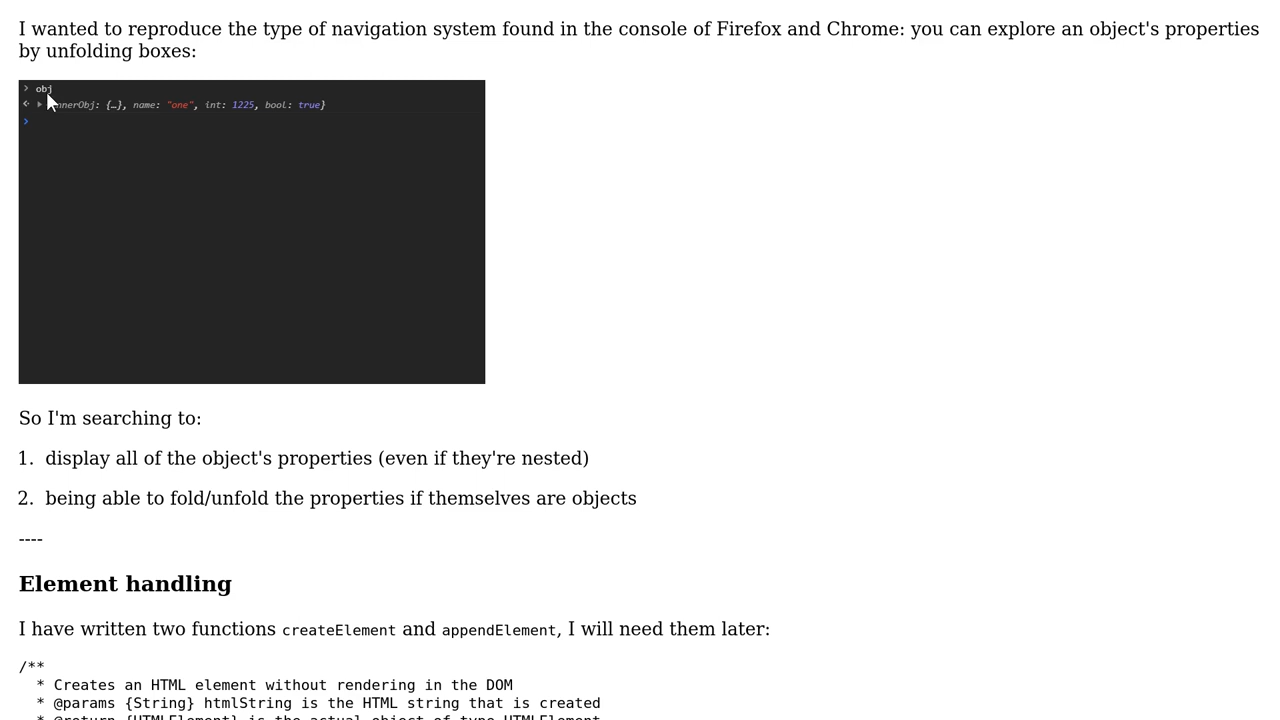 I wanted to reproduce the type of navigation system found in the console of Firefox and Chrome: you can explore an object's properties
by unfolding boxes:
obj
nnerObj: {…}, name: "one", int: 1225, bool: true}
So I'm searching to:
1. display all of the object's properties (even if they're nested)
2. being able to fold/unfold the properties if themselves are objects
----
Element handling
I have written two functions createElement and appendElement, I will need them later:
/**
* Creates an HTML element without rendering in the DOM
* @params {String} htmlString is the HTML string that is created
* @return {HTMLElement} is the actual object of type HTMLElement